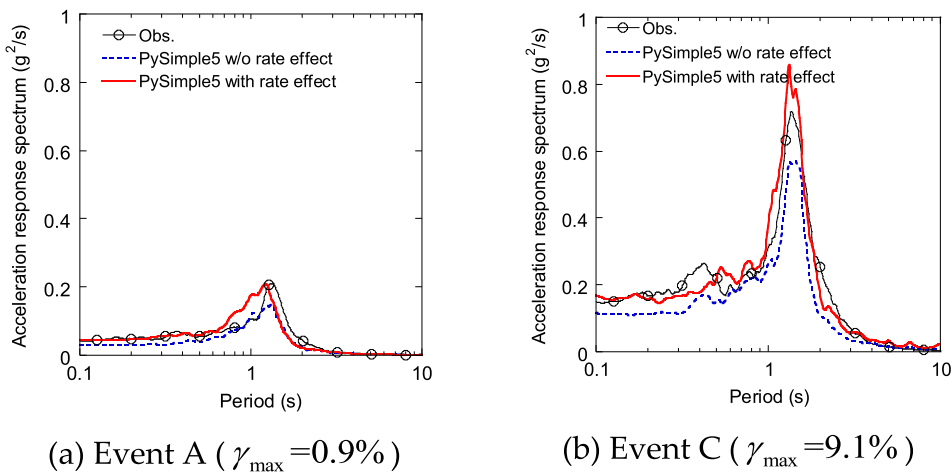 Acceleration response spectrum (g²/s)
1
0.8
0.6
0.4
0.2
0
0.1
1
10
Period (s)
Obs.
PySimple5 w/o rate effect
PySimple5 with rate effect
(a) Event A (γmax=0.9%)
Acceleration response spectrum (g²/s)
1
0.8
0.6
0.4
0.2
0
0.1
1
10
Period (s)
Obs.
PySimple5 w/o rate effect
PySimple5 with rate effect
(b) Event C (γmax=9.1%)